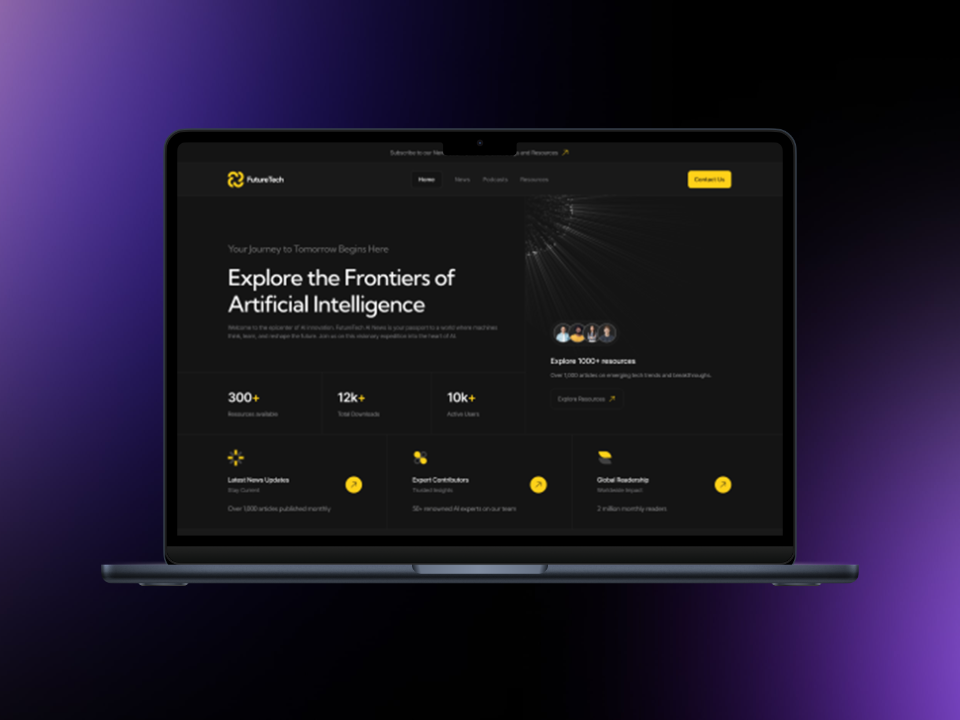 Subscribe to our New
and Resources
FutureTech
Home
News
Podcasts
Resources
Contact Us
Your Journey to Tomorrow Begins Here
Explore the Frontiers of
Artificial Intelligence
Welcome to the epicenter of AI innovation. FutureTech AI News is your passport to a world where machines
think, learn, and reshape the future. Join us on this visionary expedition into the heart of AI.
Explore 1000+ resources
Over 1,000 articles on emerging tech trends and breakthroughs.
Explore Resources
300+
Resources available
12k+
Total Downloads
10k+
Active Users
Latest News Updates
Stay Current
Over 1,000 articles published monthly
Expert Contributors
Trusted Insights
50+ renowned AI experts on our team
Global Readership
Worldwide Impact
2 million monthly readers